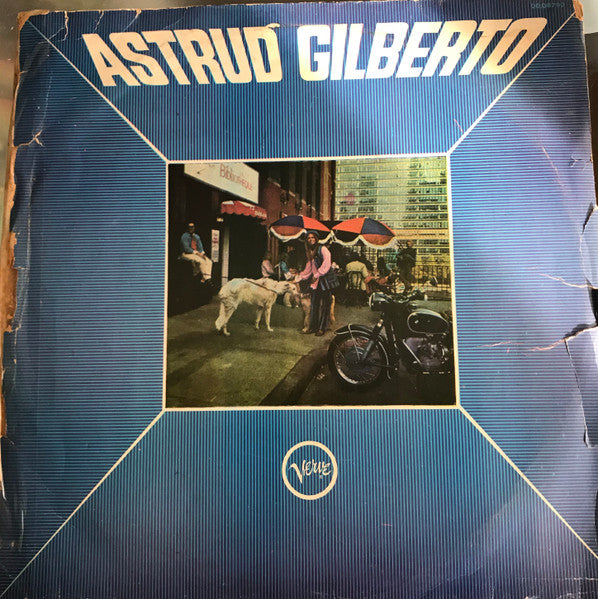 ASTRUD GILBERTO
Bibliotheque
Verve